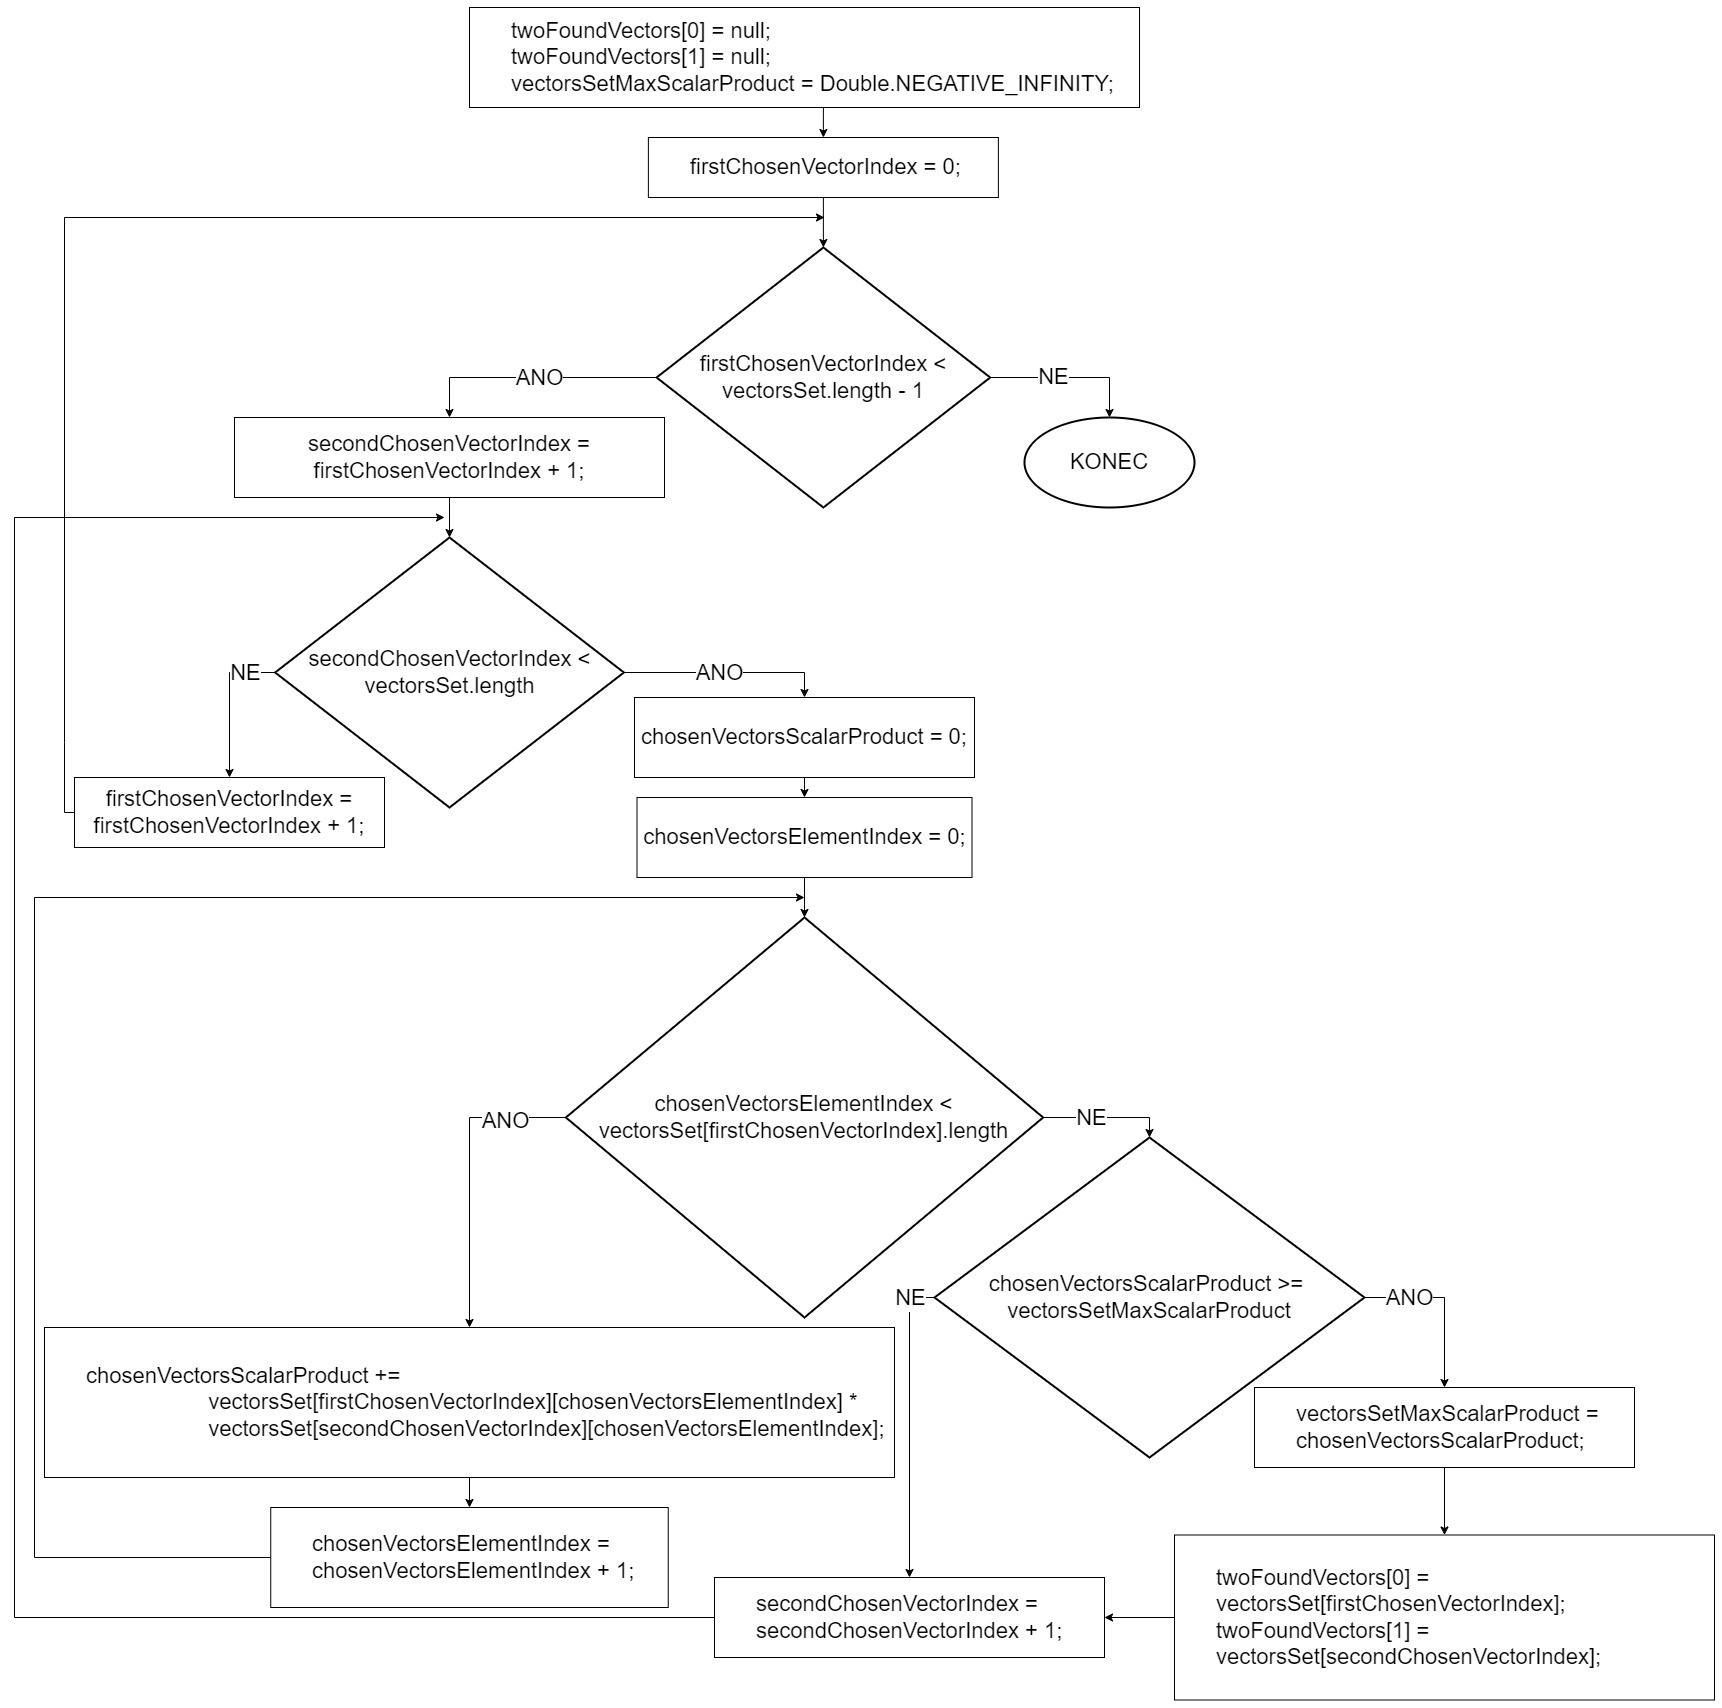 twoFoundVectors[0] = null;
twoFoundVectors[1] = null;
vectorsSetMaxScalarProduct = Double.NEGATIVE_INFINITY;
firstChosenVectorIndex = 0;
firstChosenVectorIndex <
vectorsSet.length - 1
ANO
NE
secondChosenVectorIndex =
firstChosenVectorIndex + 1;
KONEC
secondChosenVectorIndex <
vectorsSet.length
NE
ANO
chosenVectorsScalarProduct = 0;
firstChosenVectorIndex =
firstChosenVectorIndex + 1;
chosenVectorsElementIndex = 0;
chosenVectorsElementIndex <
vectorsSet[firstChosenVectorIndex].length
ANO
NE
chosenVectorsScalarProduct >=
vectorsSetMaxScalarProduct
NE
ANO
chosenVectorsScalarProduct +=
vectorsSet[firstChosenVectorIndex][chosenVectorsElementIndex] *
vectorsSet[secondChosenVectorIndex][chosenVectorsElementIndex];
vectorsSetMaxScalarProduct =
chosenVectorsScalarProduct;
chosenVectorsElementIndex =
chosenVectorsElementIndex + 1;
secondChosenVectorIndex =
secondChosenVectorIndex + 1;
twoFoundVectors[0] =
vectorsSet[firstChosenVectorIndex];
twoFoundVectors[1] =
vectorsSet[secondChosenVectorIndex];